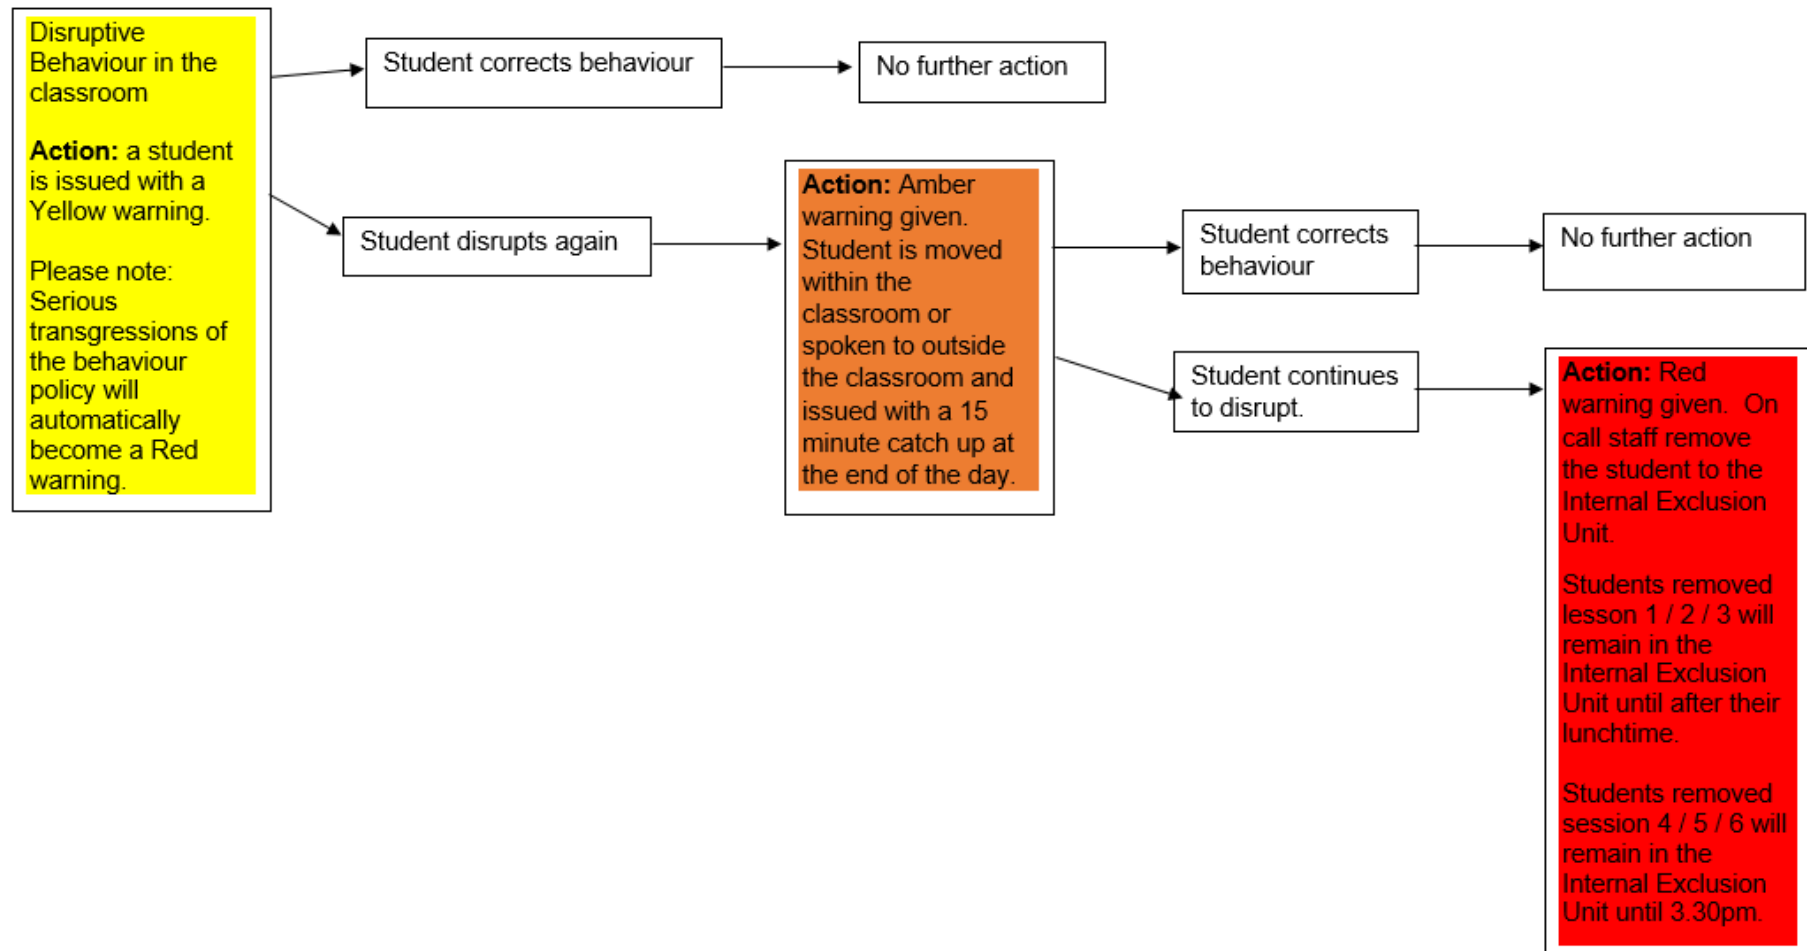 Disruptive
Behaviour in the
classroom
Action: a student
is issued with a
Yellow warning.
Please note:
Serious
transgressions of
the behaviour
policy will
automatically
become a Red
warning.
Student corrects behaviour
No further action
Student disrupts again
Action: Amber
warning given.
Student is moved
within the
classroom or
spoken to outside
the classroom and
issued with a 15
minute catch up at
the end of the day.
Student corrects
behaviour
No further action
Student continues
to disrupt.
Action: Red
warning given.  On
call staff remove
the student to the
Internal Exclusion
Unit.
Students removed
lesson 1 / 2 / 3 will
remain in the
Internal Exclusion
Unit until after their
lunchtime.
Students removed
session 4 / 5 / 6 will
remain in the
Internal Exclusion
Unit until 3.30pm.